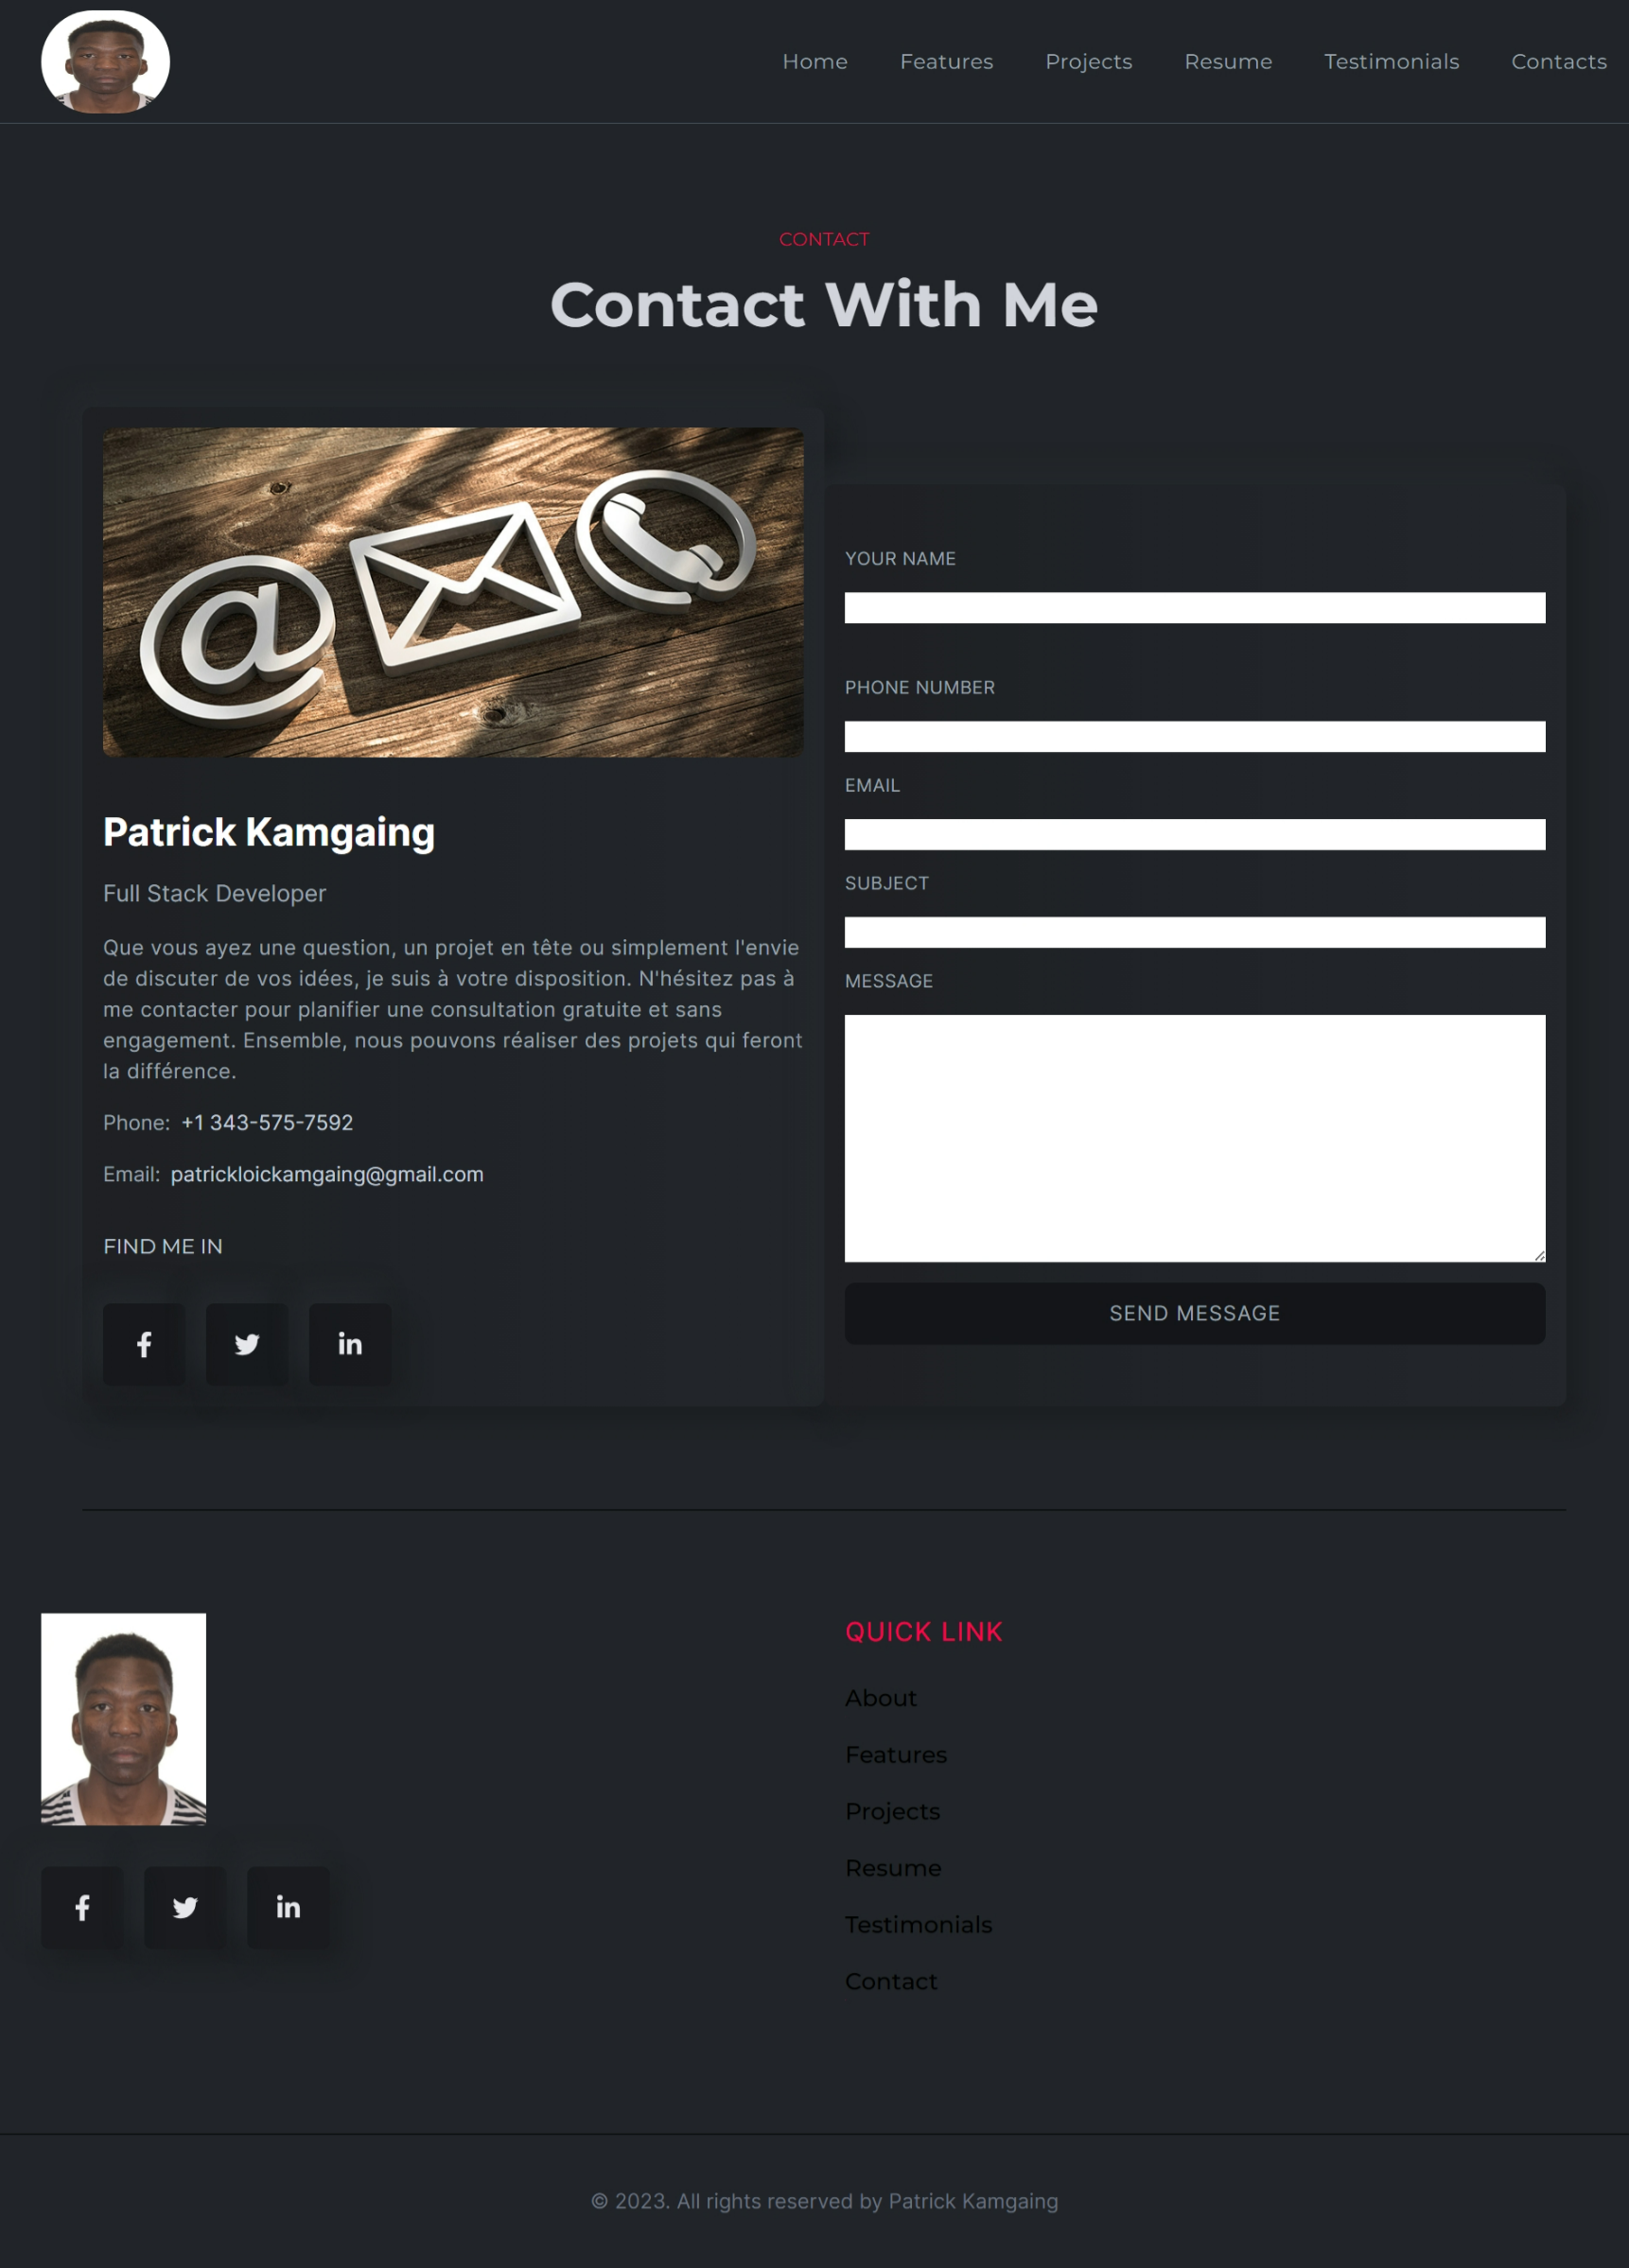 Home Features Projects Resume Testimonials Contacts
CONTACT
Contact With Me
Patrick Kamgaing
Full Stack Developer
Que vous ayez une question, un projet en tête ou simplement l'envie
de discuter de vos idées, je suis à votre disposition. N'hésitez pas à
me contacter pour planifier une consultation gratuite et sans
engagement. Ensemble, nous pouvons réaliser des projets qui feront
la différence.
Phone: +1 343-575-7592
Email: patrickloickamgaing@gmail.com
FIND ME IN
YOUR NAME
PHONE NUMBER
EMAIL
SUBJECT
MESSAGE
SEND MESSAGE
QUICK LINK
About
Features
Projects
Resume
Testimonials
Contact
© 2023. All rights reserved by Patrick Kamgaing